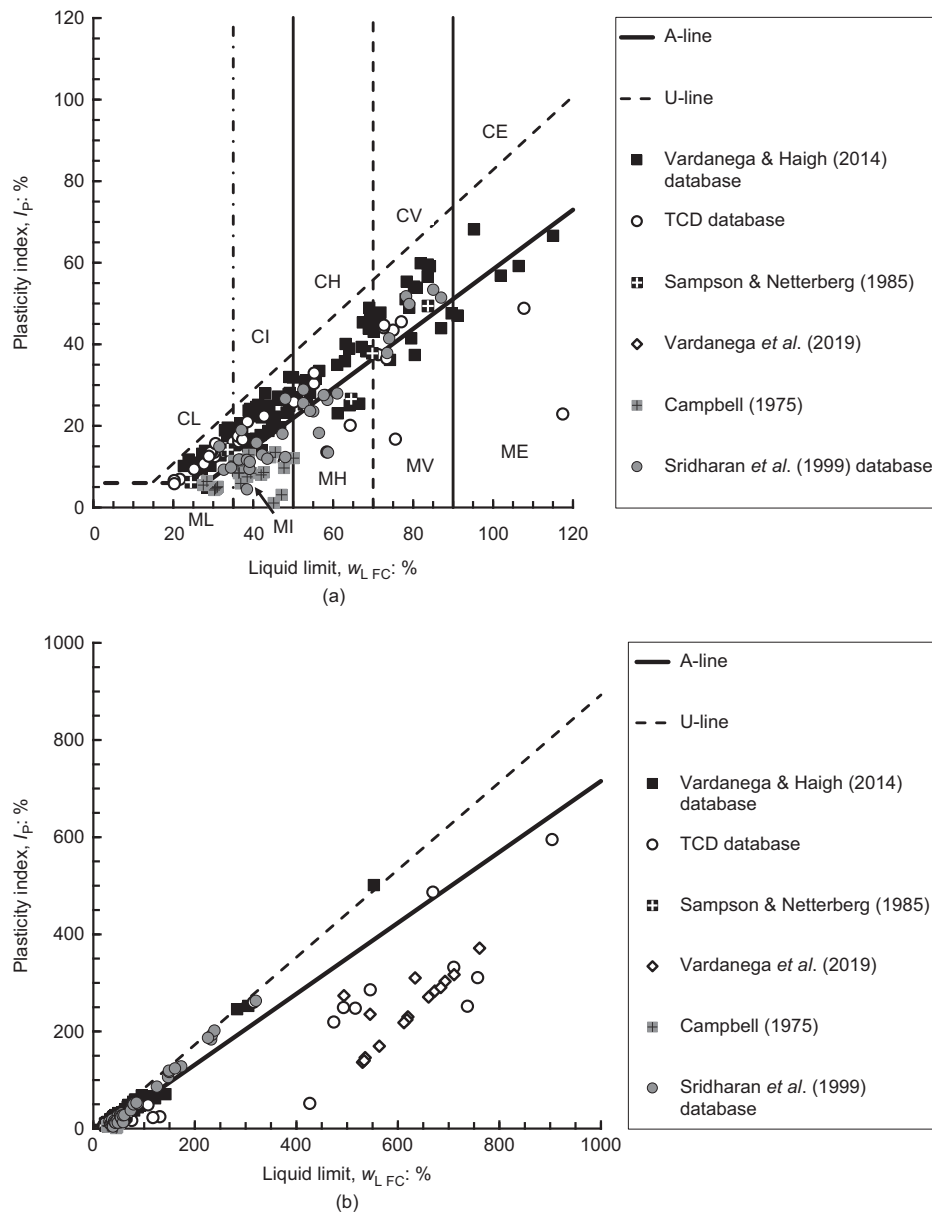 120
100
80
60
40
20
0
Plasticity index, IP: %
CE
CV
CH
CI
CL
MH
MV
ME
ML
MI
0 20 40 60 80 100 120
Liquid limit, wL FC: %
(a)
A-line
U-line
Vardanega & Haigh (2014)
database
TCD database
Sampson & Netterberg (1985)
Vardanega et al. (2019)
Campbell (1975)
Sridharan et al. (1999) database
1000
800
600
400
200
0
Plasticity index, IP: %
0 200 400 600 800 1000
Liquid limit, wL FC: %
(b)
A-line
U-line
Vardanega & Haigh (2014)
database
TCD database
Sampson & Netterberg (1985)
Vardanega et al. (2019)
Campbell (1975)
Sridharan et al. (1999)
database